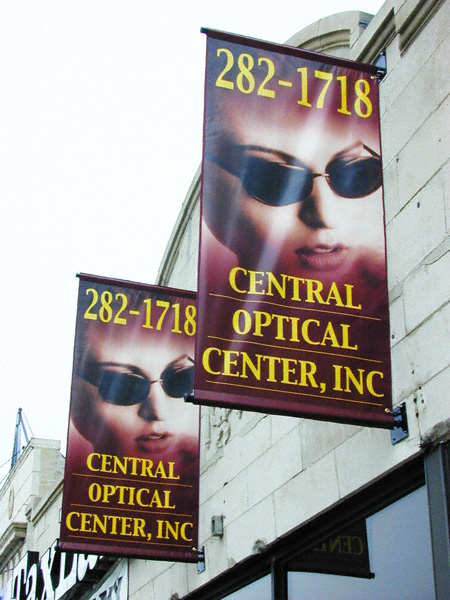 282-1718
CENTRAL
OPTICAL
CENTER, INC
282-1718
CENTRAL
OPTICAL
CENTER, INC